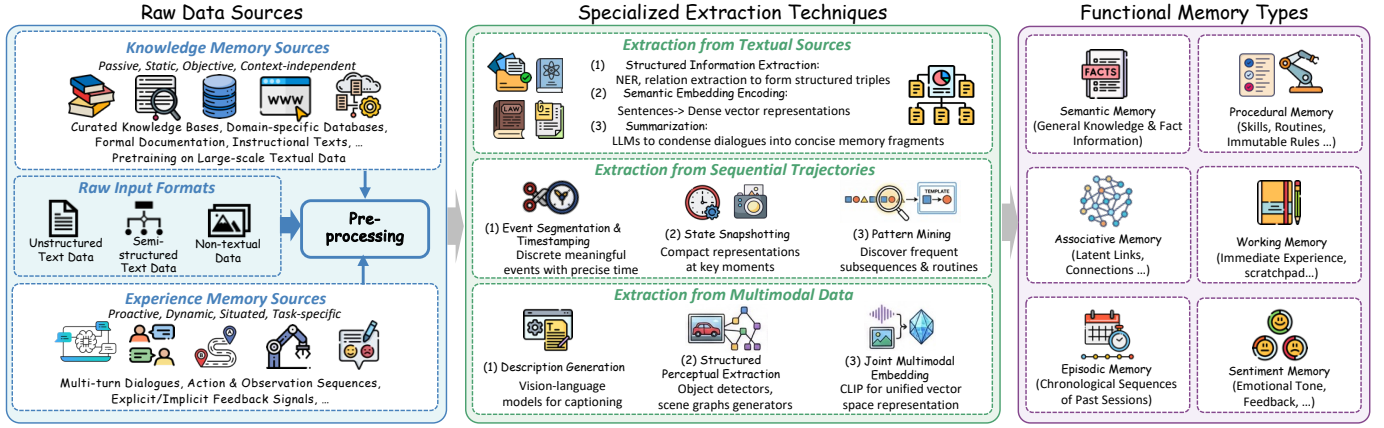 Raw Data Sources
Knowledge Memory Sources
Passive, Static, Objective, Context-independent
WWW
Curated Knowledge Bases, Domain-specific Databases,
Formal Documentation, Instructional Texts, …
Pretraining on Large-scale Textual Data
Raw Input Formats
Unstructured
Text Data
Semi-
structured
Text Data
Non-textual
Data
Pre-
processing
Experience Memory Sources
Proactive, Dynamic, Situated, Task-specific
Multi-turn Dialogues, Action & Observation Sequences,
Explicit/Implicit Feedback Signals, …
Specialized Extraction Techniques
Extraction from Textual Sources
LAW
(1) Structured Information Extraction:
NER, relation extraction to form structured triples
(2) Semantic Embedding Encoding:
Sentences-> Dense vector representations
(3) Summarization:
LLMs to condense dialogues into concise memory fragments
Extraction from Sequential Trajectories
(1) Event Segmentation &
Timestamping
Discrete meaningful
events with precise time
(2) State Snapshotting
Compact representations
at key moments
TEMPLATE
(3) Pattern Mining
Discover frequent
subsequences & routines
Extraction from Multimodal Data
T_
(1) Description Generation
Vision-language
models for captioning
(2) Structured
Perceptual Extraction
Object detectors,
scene graphs generators
(3) Joint Multimodal
Embedding
CLIP for unified vector
space representation
Functional Memory Types
FACTS
Semantic Memory
(General Knowledge & Fact
Information)
Procedural Memory
(Skills, Routines,
Immutable Rules …)
Associative Memory
(Latent Links,
Connections …)
Working Memory
(Immediate Experience,
scratchpad…)
Episodic Memory
(Chronological Sequences
of Past Sessions)
Sentiment Memory
(Emotional Tone,
Feedback, …)